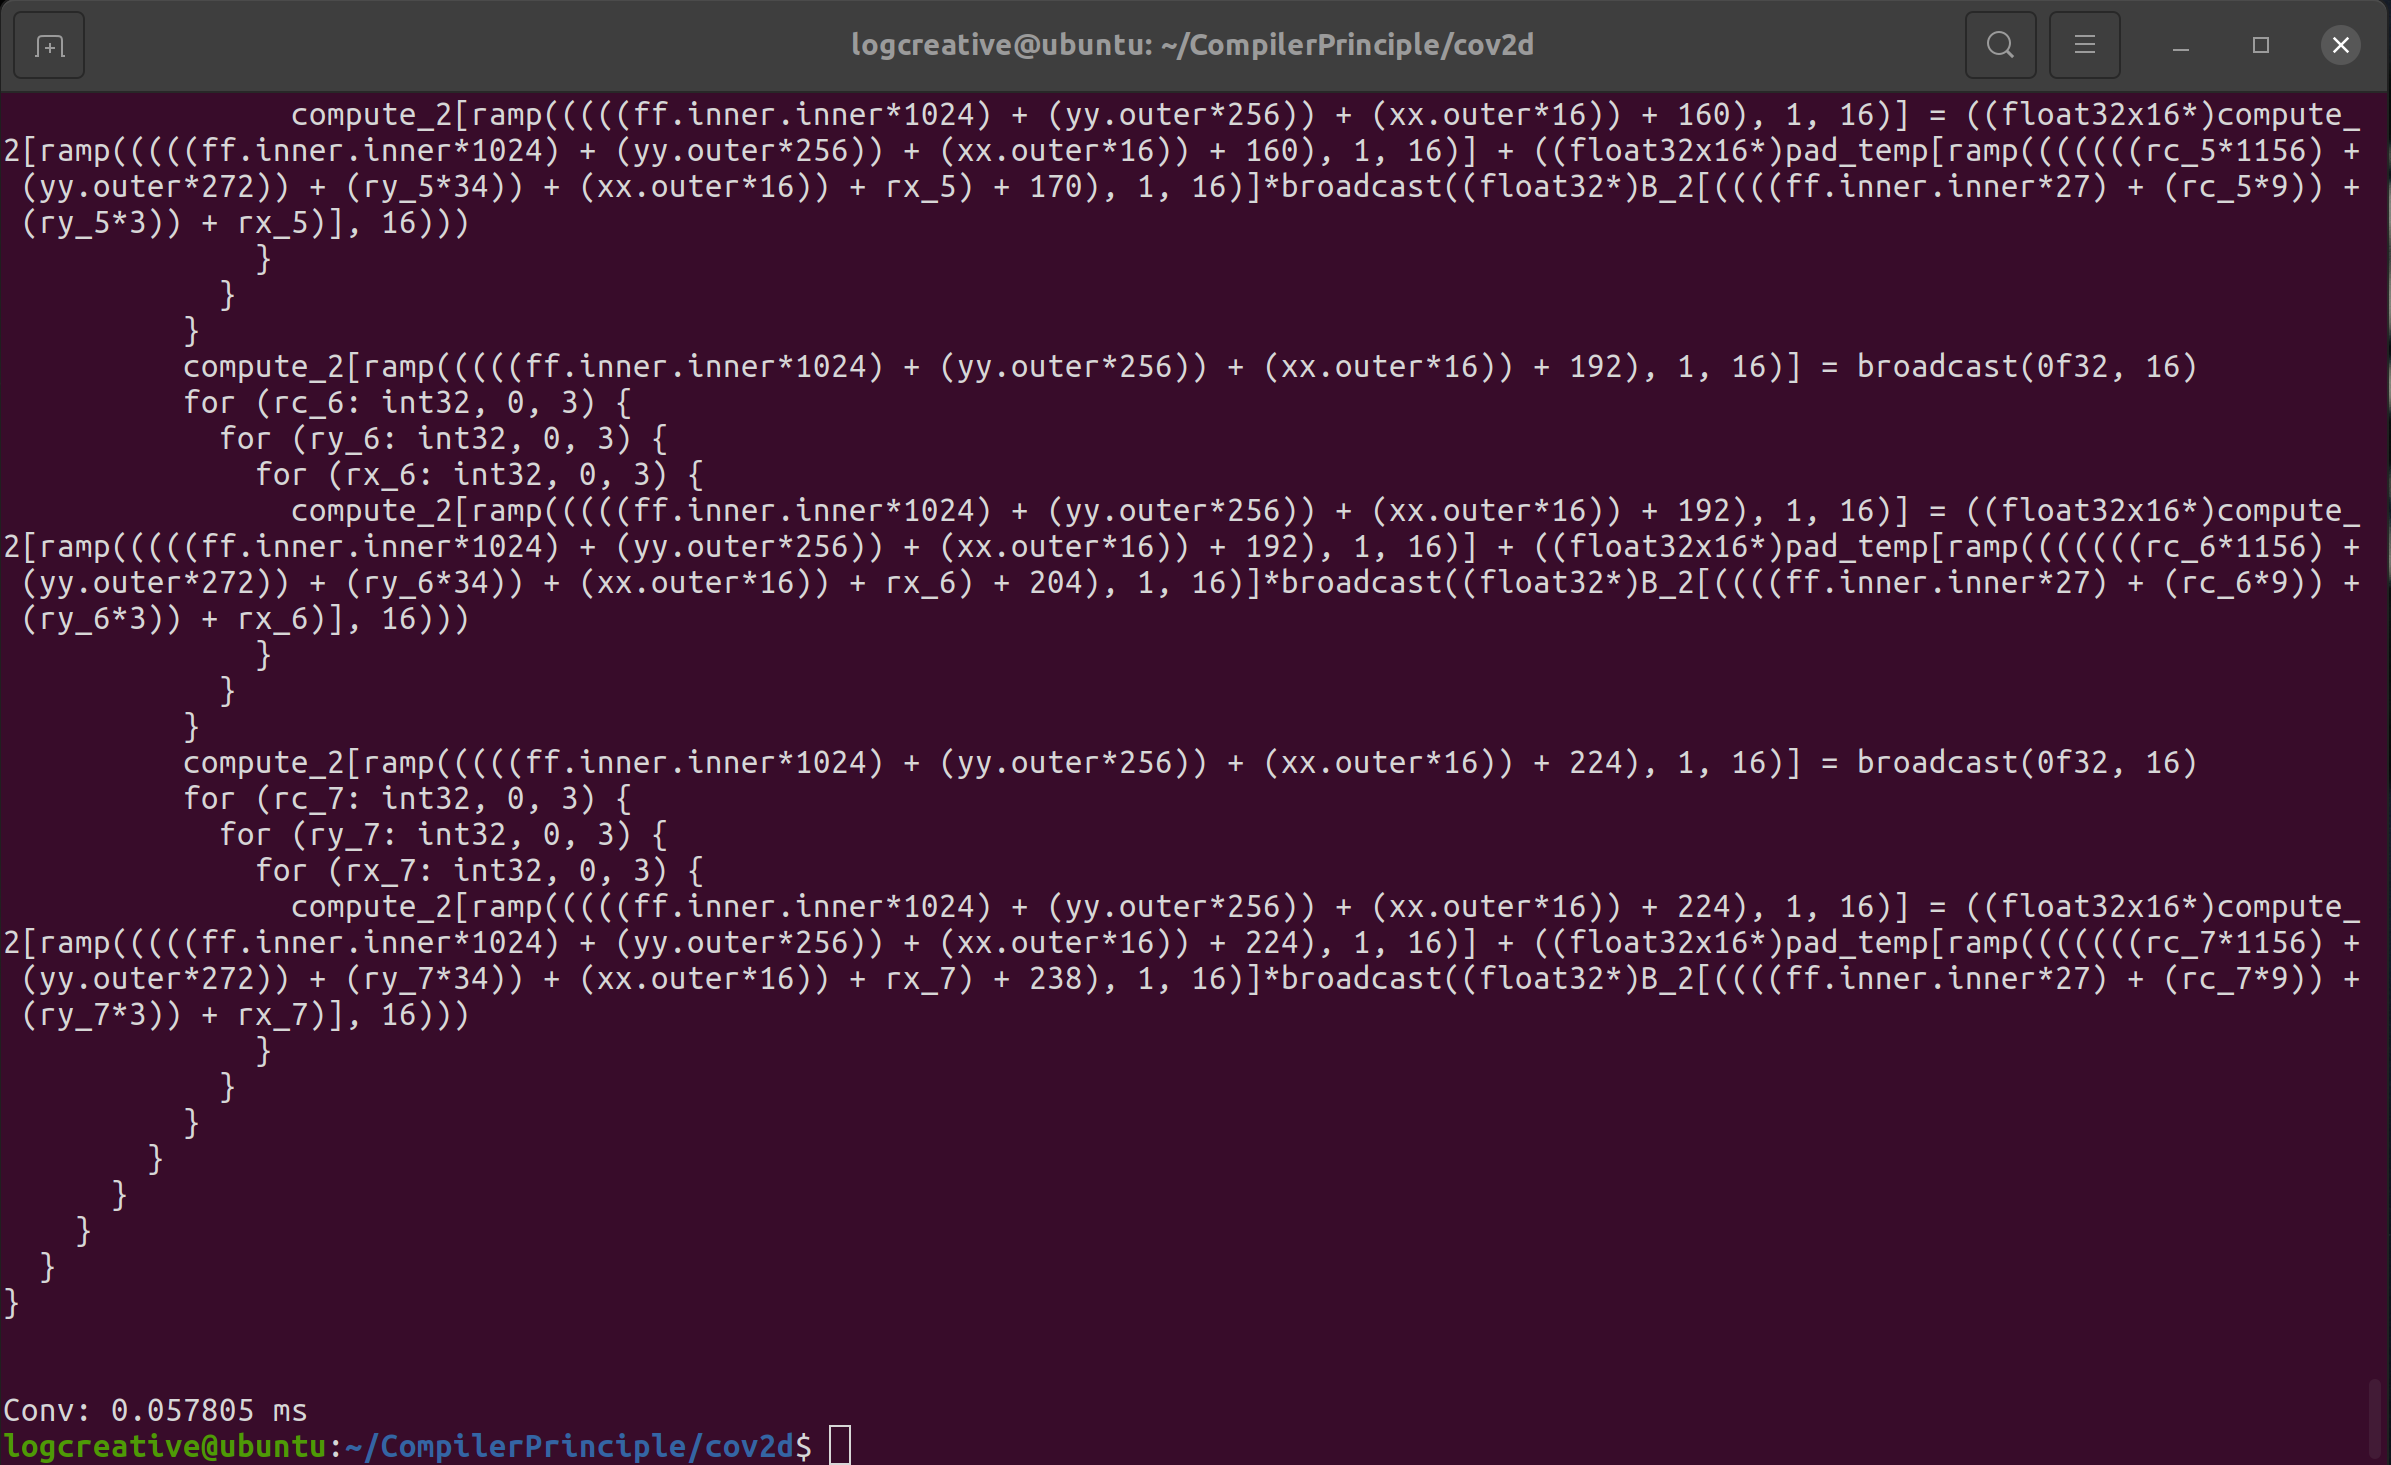 logcreative@ubuntu: ~/CompilerPrinciple/cov2d
compute_2[ramp(((((ff.inner.inner*1024) + (yy.outer*256)) + (xx.outer*16)) + 160), 1, 16)] = ((float32x16*)compute_
2[ramp(((((ff.inner.inner*1024) + (yy.outer*256)) + (xx.outer*16)) + 160), 1, 16)] + ((float32x16*)pad_temp[ramp(((((((rc_5*1156) +
(yy.outer*272)) + (ry_5*34)) + (xx.outer*16)) + rx_5) + 170), 1, 16)]*broadcast((float32*)B_2[((((ff.inner.inner*27) + (rc_5*9)) +
(ry_5*3)) + rx_5)], 16)))
}
}
}
compute_2[ramp(((((ff.inner.inner*1024) + (yy.outer*256)) + (xx.outer*16)) + 192), 1, 16)] = broadcast(0f32, 16)
for (rc_6: int32, 0, 3) {
for (ry_6: int32, 0, 3) {
for (rx_6: int32, 0, 3) {
compute_2[ramp(((((ff.inner.inner*1024) + (yy.outer*256)) + (xx.outer*16)) + 192), 1, 16)] = ((float32x16*)compute_
2[ramp(((((ff.inner.inner*1024) + (yy.outer*256)) + (xx.outer*16)) + 192), 1, 16)] + ((float32x16*)pad_temp[ramp(((((((rc_6*1156) +
(yy.outer*272)) + (ry_6*34)) + (xx.outer*16)) + rx_6) + 204), 1, 16)]*broadcast((float32*)B_2[((((ff.inner.inner*27) + (rc_6*9)) +
(ry_6*3)) + rx_6)], 16)))
}
}
}
compute_2[ramp(((((ff.inner.inner*1024) + (yy.outer*256)) + (xx.outer*16)) + 224), 1, 16)] = broadcast(0f32, 16)
for (rc_7: int32, 0, 3) {
for (ry_7: int32, 0, 3) {
for (rx_7: int32, 0, 3) {
compute_2[ramp(((((ff.inner.inner*1024) + (yy.outer*256)) + (xx.outer*16)) + 224), 1, 16)] = ((float32x16*)compute_
2[ramp(((((ff.inner.inner*1024) + (yy.outer*256)) + (xx.outer*16)) + 224), 1, 16)] + ((float32x16*)pad_temp[ramp(((((((rc_7*1156) +
(yy.outer*272)) + (ry_7*34)) + (xx.outer*16)) + rx_7) + 238), 1, 16)]*broadcast((float32*)B_2[((((ff.inner.inner*27) + (rc_7*9)) +
(ry_7*3)) + rx_7)], 16)))
}
}
}
}
}
}
}
}
Conv: 0.057805 ms
logcreative@ubuntu:~/CompilerPrinciple/cov2d$